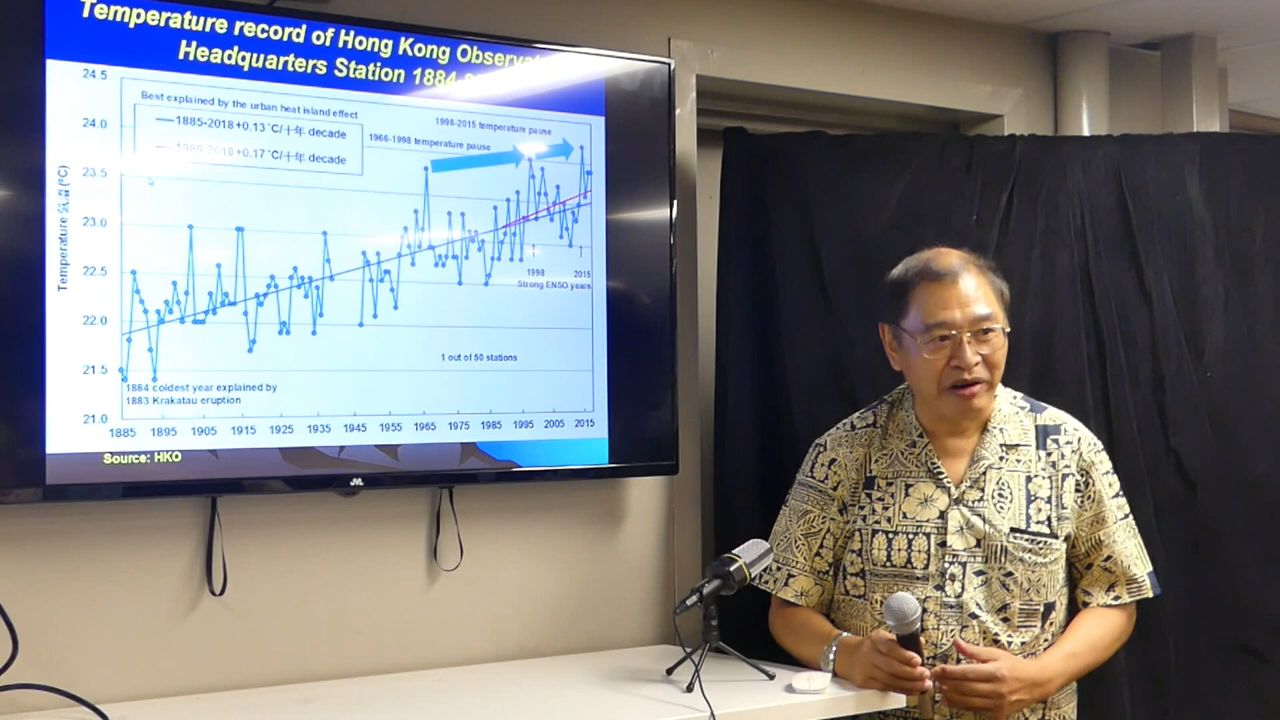 Temperature record of Hong Kong
Headquarters Station 1884
24.5
Best explained by the urban heat island effect
1885-2018+0.13˚C/十年 decade
1989-2018+0.17˚C/十年 decade
1998-2015 temperature pause
1966-1998 temperature pause
24.0
23.5
23.0
22.5
22.0
21.5
21.0
Temperature 氣溫 (ºC)
1998
2015
Strong ENSO years
1 out of 50 stations
1884 coldest year explained by
1883 Krakatau eruption
1885 1895 1905 1915 1925 1935 1945 1955 1965 1975 1985 1995 2005 2015
Source: HKO
JVL